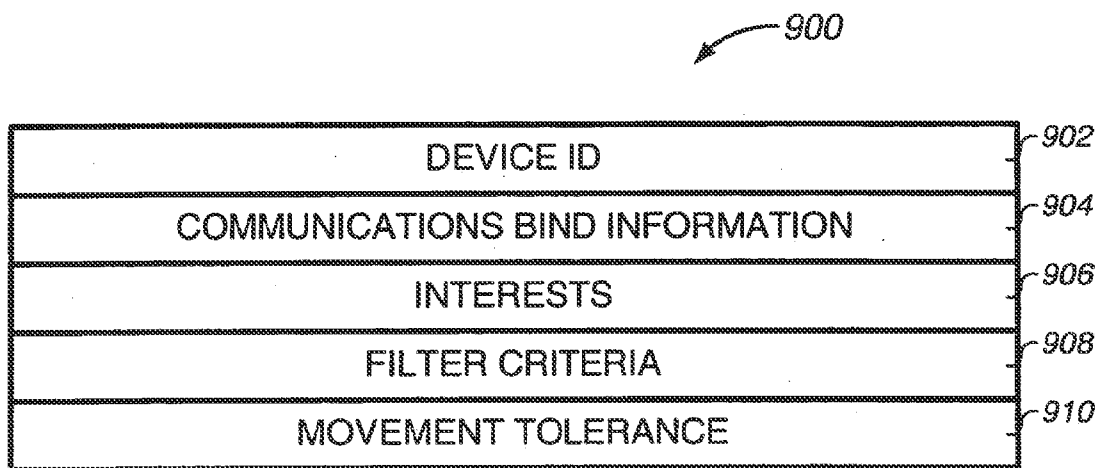 900
DEVICE ID 902
COMMUNICATIONS BIND INFORMATION 904
INTERESTS 906
FILTER CRITERIA 908
MOVEMENT TOLERANCE 910